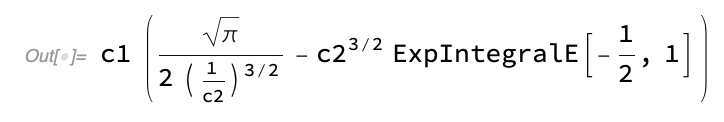 Out[•]= c1 (√π / (2 (1/c2)^3/2) - c2^3/2 ExpIntegralE[-1/2, 1])